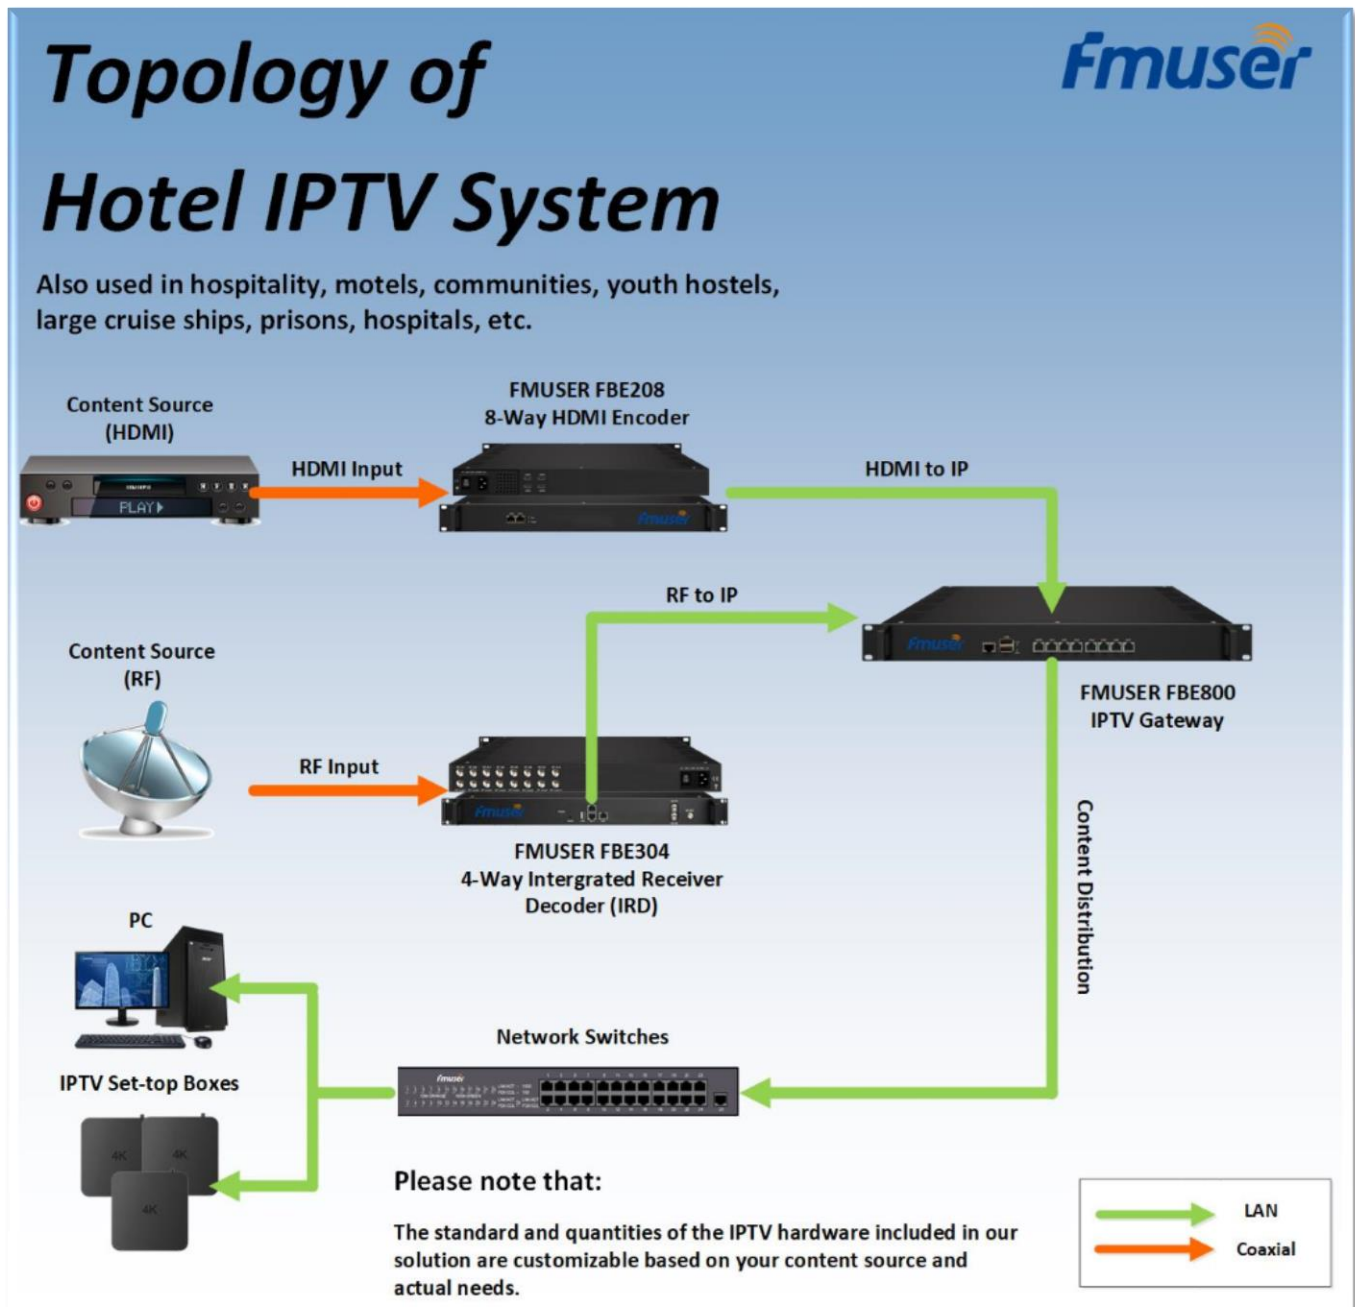 Topology of
Fmuser
Hotel IPTV System
Also used in hospitality, motels, communities, youth hostels,
large cruise ships, prisons, hospitals, etc.
Content Source
(HDMI)
HDMI Input
FMUSER FBE208
8-Way HDMI Encoder
HDMI to IP
PLAY
Fmuser
RF to IP
Fmuser
Content Source
(RF)
RF Input
FMUSER FBE800
IPTV Gateway
Fmuser
FMUSER FBE304
4-Way Intergrated Receiver
Decoder (IRD)
Content Distribution
PC
Network Switches
Fmuser
IPTV Set-top Boxes
4K
4K
4K
Please note that:
The standard and quantities of the IPTV hardware included in our
solution are customizable based on your content source and
actual needs.
LAN
Coaxial